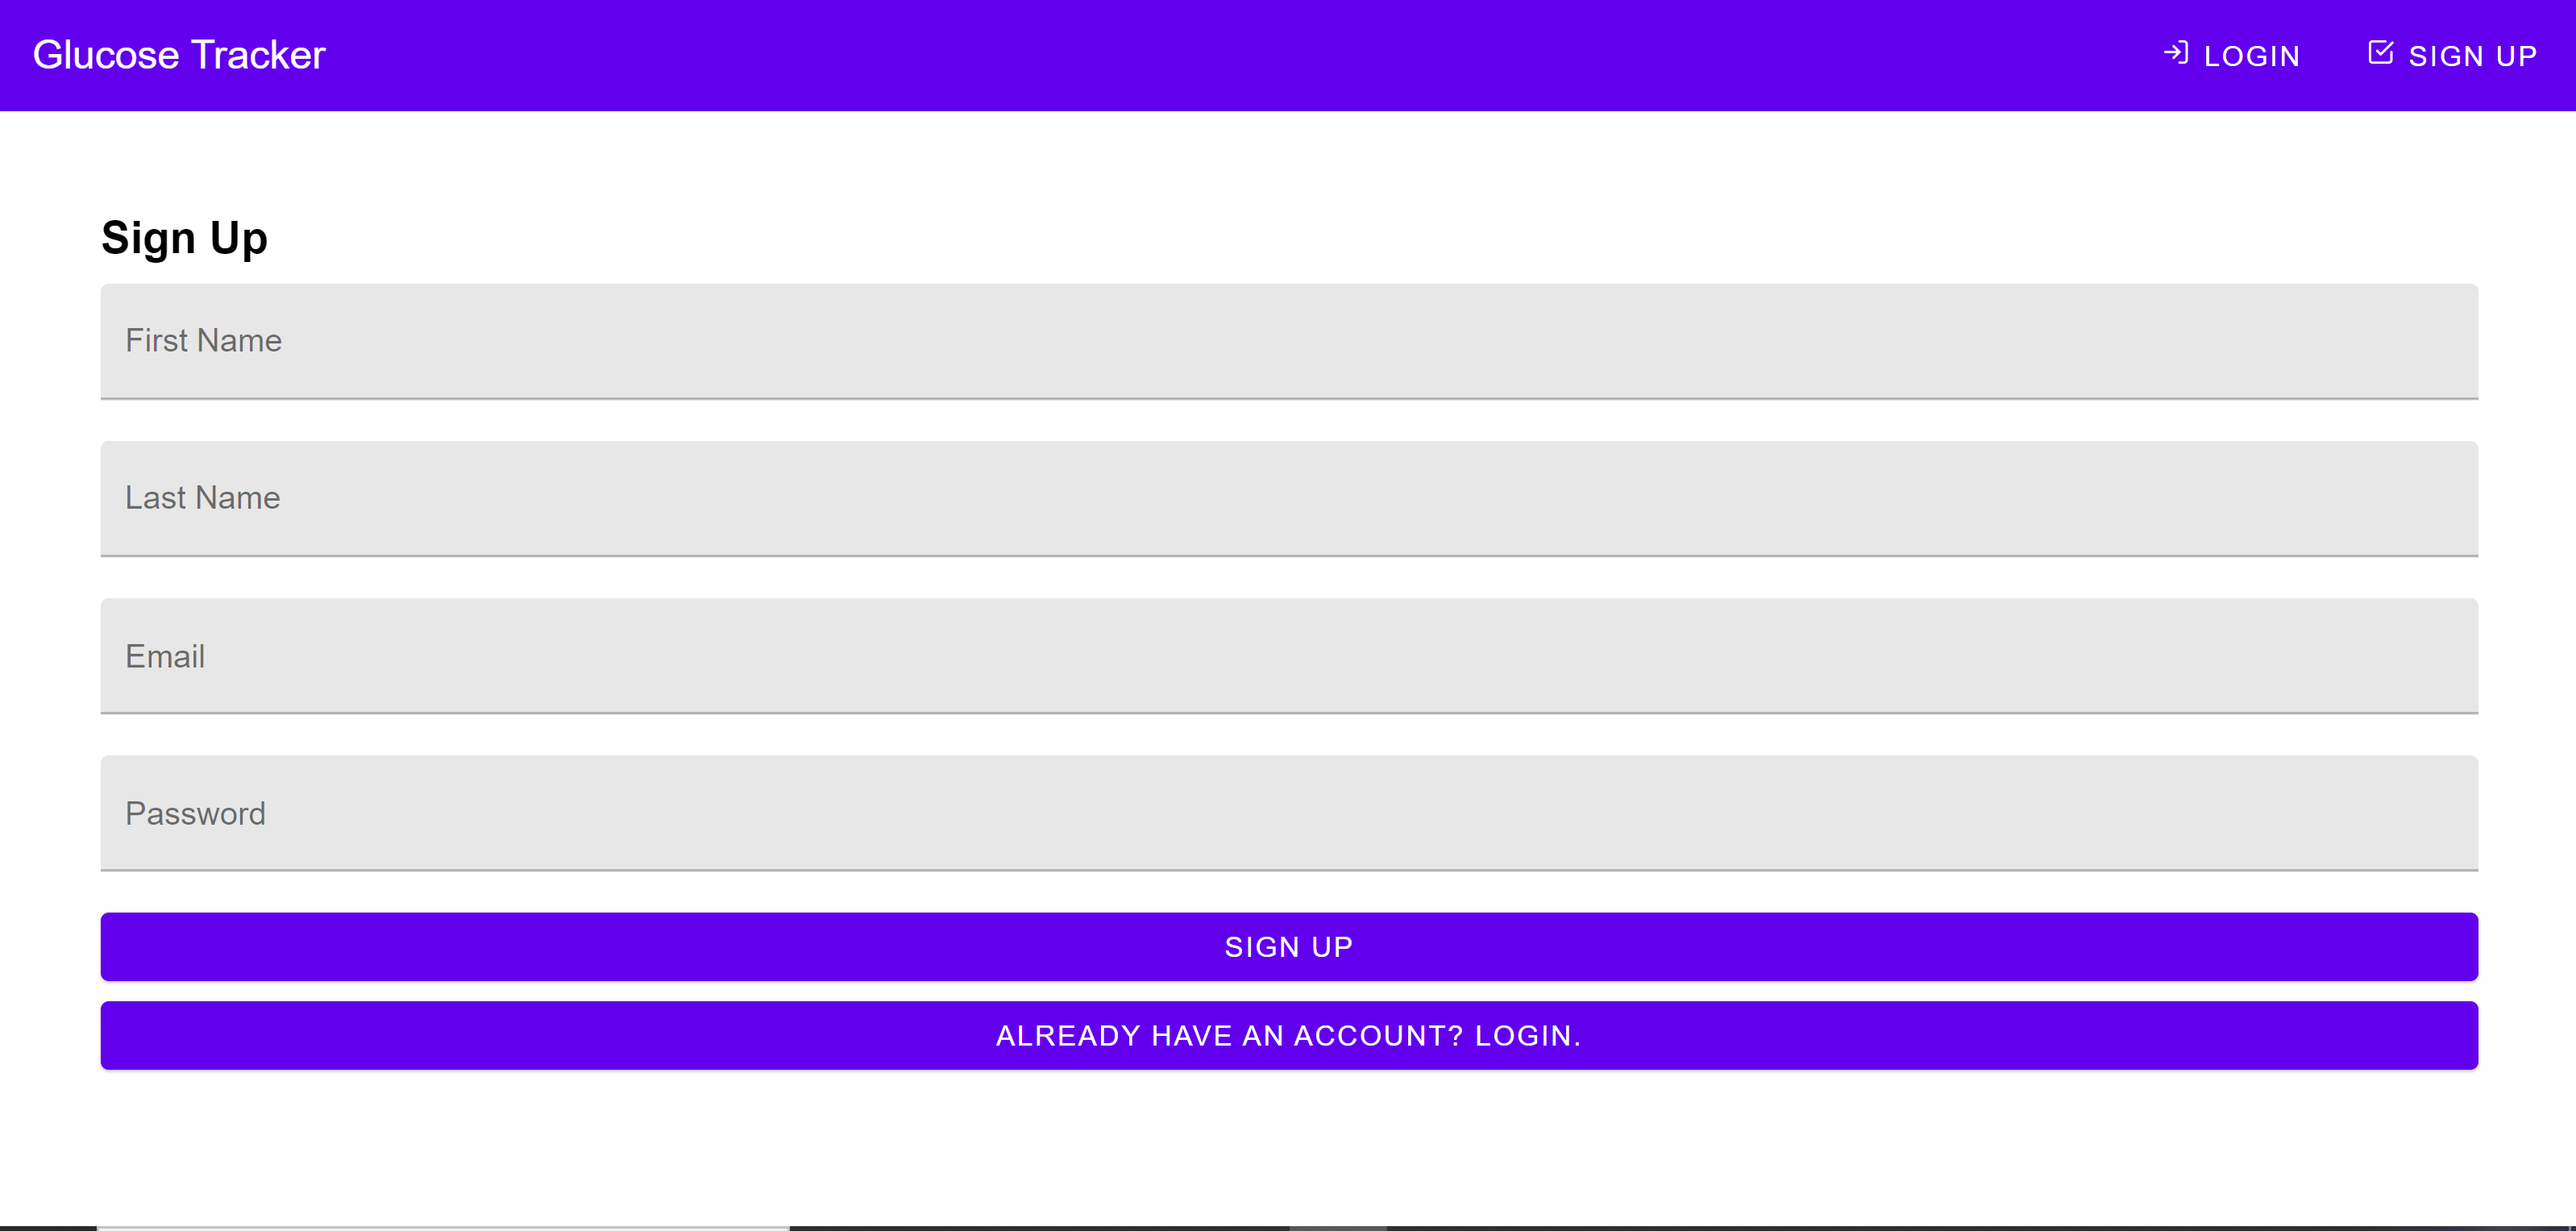 Glucose Tracker LOGIN SIGN UP
Sign Up
First Name
Last Name
Email
Password
SIGN UP
ALREADY HAVE AN ACCOUNT? LOGIN.